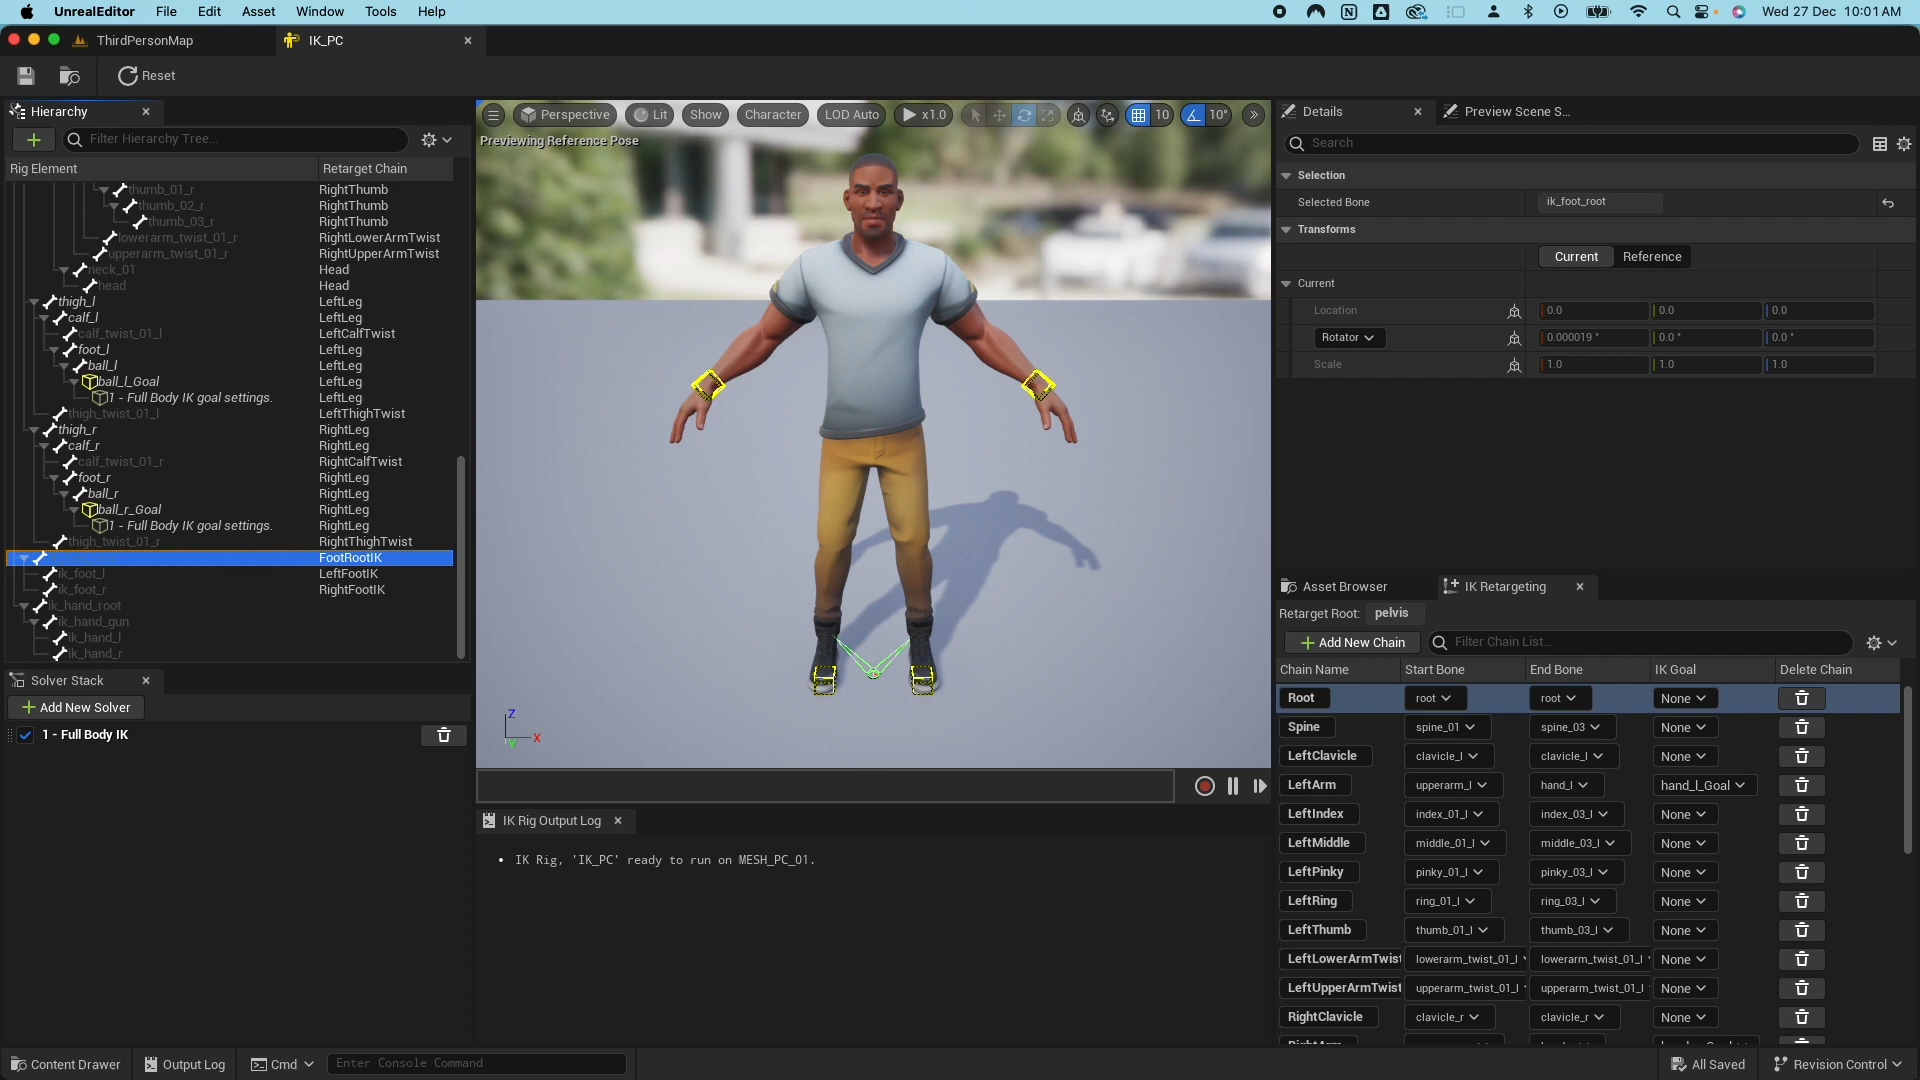 UnrealEditor File Edit Asset Window Tools Help
Wed 27 Dec 10:01 AM
ThirdPersonMap
IK_PC
Reset
Hierarchy
Filter Hierarchy Tree...
Rig Element Retarget Chain
thumb_01_r RightThumb
thumb_02_r RightThumb
thumb_03_r RightThumb
lowerarm_twist_01_r RightLowerArmTwist
upperarm_twist_01_r RightUpperArmTwist
neck_01 Head
head Head
thigh_l LeftLeg
calf_l LeftLeg
calf_twist_01_l LeftCalfTwist
foot_l LeftLeg
ball_l LeftLeg
ball_l_Goal LeftLeg
1 - Full Body IK goal settings. LeftLeg
thigh_twist_01_l LeftThighTwist
thigh_r RightLeg
calf_r RightLeg
calf_twist_01_r RightCalfTwist
foot_r RightLeg
ball_r RightLeg
ball_r_Goal RightLeg
1 - Full Body IK goal settings. RightLeg
thigh_twist_01_r RightThighTwist
FootRootIK
ik_foot_l LeftFootIK
ik_foot_r RightFootIK
ik_hand_root
ik_hand_gun
ik_hand_l
ik_hand_r
Solver Stack
Add New Solver
1 - Full Body IK
Perspective Lit Show Character LOD Auto x1.0 10 10°
Previewing Reference Pose
Z
X
Y
IK Rig Output Log
• IK Rig, 'IK_PC' ready to run on MESH_PC_01.
Details
Preview Scene S...
Search
Selection
Selected Bone ik_foot_root
Transforms
Current Reference
Current
Location 0.0 0.0 0.0
Rotator 0.000019 ° 0.0 ° 0.0 °
Scale 1.0 1.0 1.0
Asset Browser
IK Retargeting
Retarget Root: pelvis
Add New Chain
Filter Chain List...
Chain Name Start Bone End Bone IK Goal Delete Chain
Root root root None
Spine spine_01 spine_03 None
LeftClavicle clavicle_l clavicle_l None
LeftArm upperarm_l hand_l hand_l_Goal
LeftIndex index_01_l index_03_l None
LeftMiddle middle_01_l middle_03_l None
LeftPinky pinky_01_l pinky_03_l None
LeftRing ring_01_l ring_03_l None
LeftThumb thumb_01_l thumb_03_l None
LeftLowerArmTwist lowerarm_twist_01_l lowerarm_twist_01_l None
LeftUpperArmTwist upperarm_twist_01_l upperarm_twist_01_l None
RightClavicle clavicle_r clavicle_r None
Content Drawer Output Log Cmd Enter Console Command
All Saved Revision Control